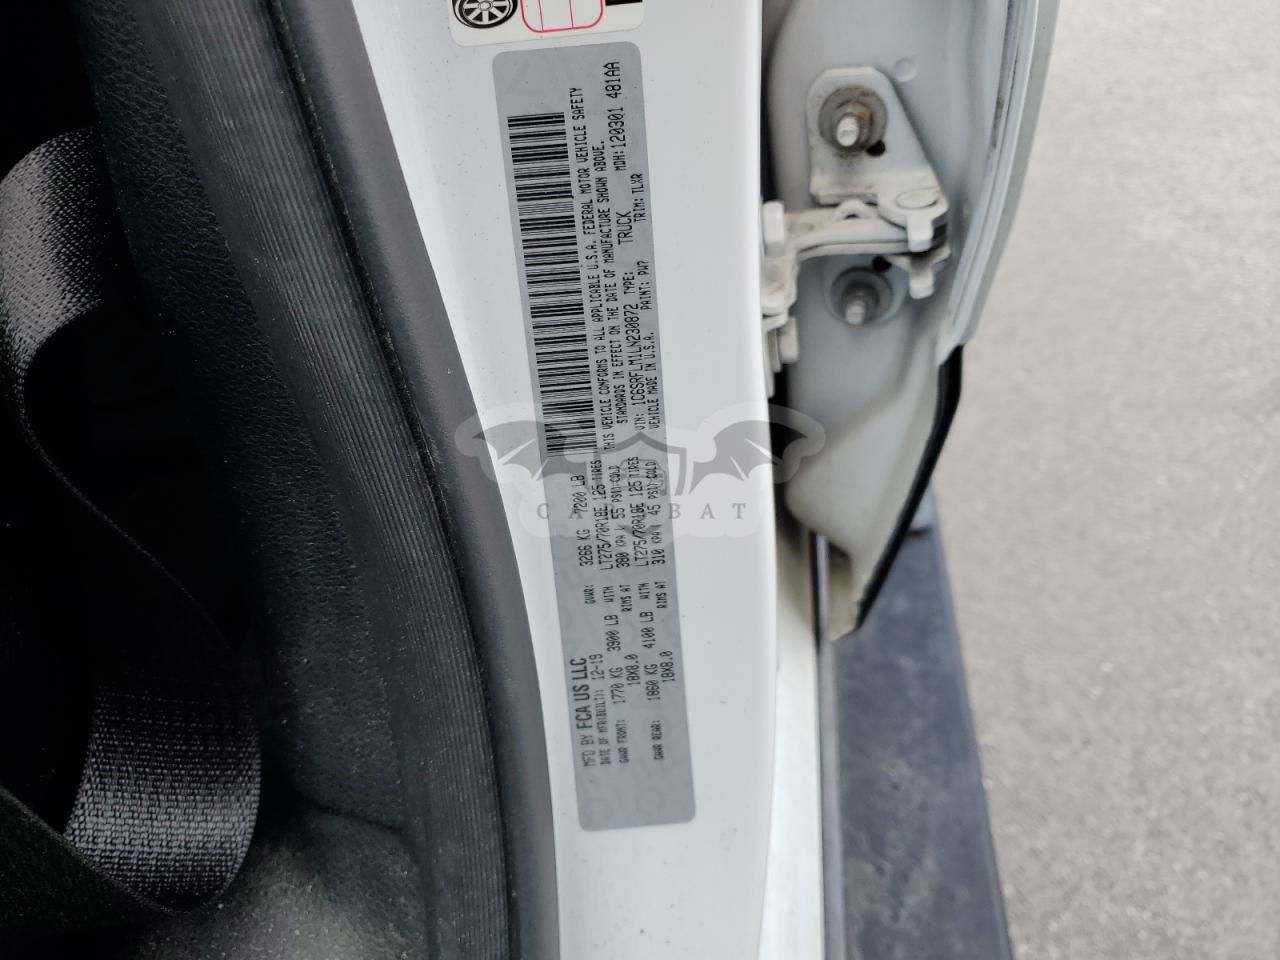 MFD BY FCA US LLC
DATE OF MFR(BUILT): 12-19 GVWR: 3266 KG 7200 LB
GAWR FRONT: 1770 KG 3900 LB WITH LT275/70R18E 125 TIRES
18X8.0 RIMS AT 380 KPA( 55 PSI) COLD
GAWR REAR: 1860 KG 4100 LB WITH LT275/70R18E 125 TIRES
18X8.0 RIMS AT 310 KPA( 45 PSI) COLD
THIS VEHICLE CONFORMS TO ALL APPLICABLE U.S.A. FEDERAL MOTOR VEHICLE SAFETY
STANDARDS IN EFFECT ON THE DATE OF MANUFACTURE SHOWN ABOVE.
VIN: 1C6SRFLM1LN230872 TYPE: TRUCK MDH:120301 481AA
VEHICLE MADE IN U.S.A. PAINT: PW7 TRIM: TLXR
CARBAT